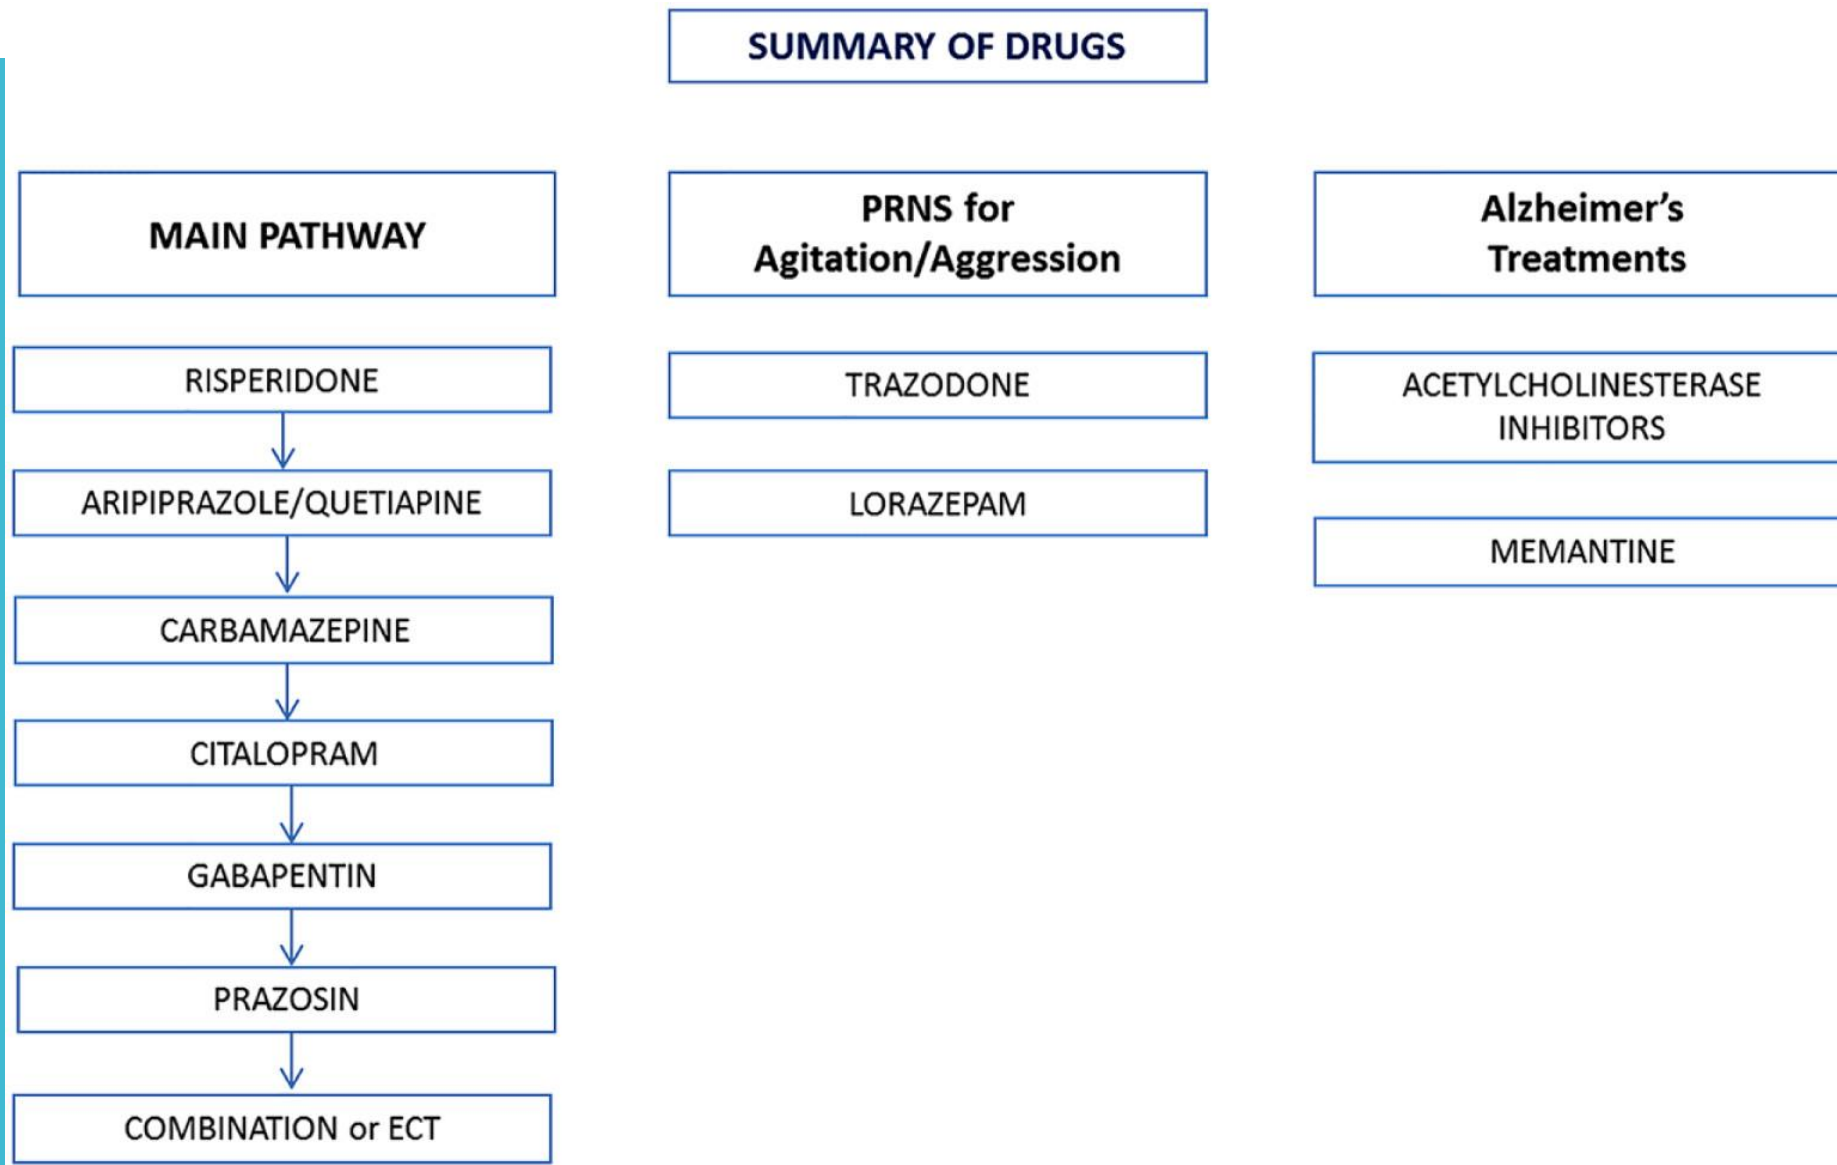 SUMMARY OF DRUGS
MAIN PATHWAY
RISPERIDONE
ARIPIPRAZOLE/QUETIAPINE
CARBAMAZEPINE
CITALOPRAM
GABAPENTIN
PRAZOSIN
COMBINATION or ECT
PRNS for
Agitation/Aggression
TRAZODONE
LORAZEPAM
Alzheimer’s
Treatments
ACETYLCHOLINESTERASE
INHIBITORS
MEMANTINE